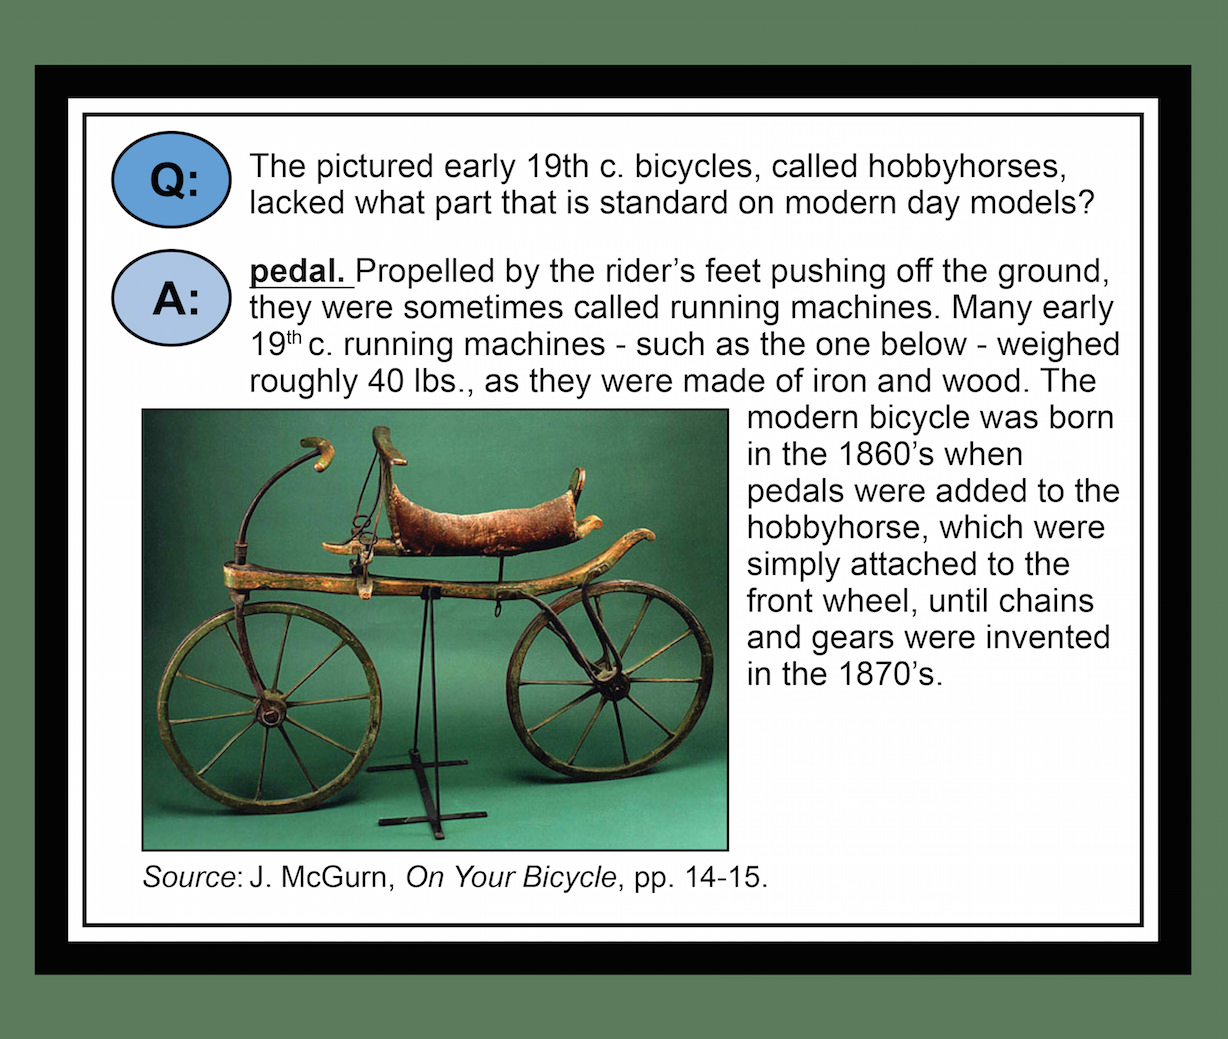 Q:
The pictured early 19th c. bicycles, called hobbyhorses,
lacked what part that is standard on modern day models?
A:
pedal. Propelled by the rider's feet pushing off the ground,
they were sometimes called running machines. Many early
19th c. running machines - such as the one below - weighed
roughly 40 lbs., as they were made of iron and wood. The
modern bicycle was born
in the 1860's when
pedals were added to the
hobbyhorse, which were
simply attached to the
front wheel, until chains
and gears were invented
in the 1870's.
Source: J. McGurn, On Your Bicycle, pp. 14-15.